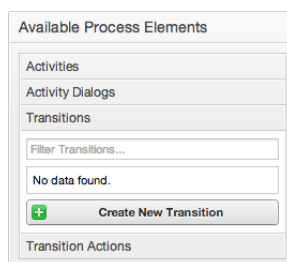 Available Process Elements
Activities
Activity Dialogs
Transitions
Filter Transitions...
No data found.
Create New Transition
Transition Actions